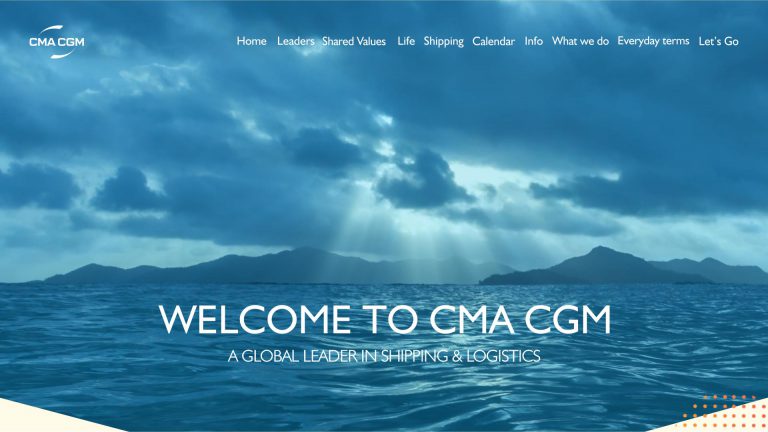 CMA CGM
Home Leaders Shared Values Life Shipping Calendar Info What we do Everyday terms Let's Go
WELCOME TO CMA CGM
A GLOBAL LEADER IN SHIPPING & LOGISTICS